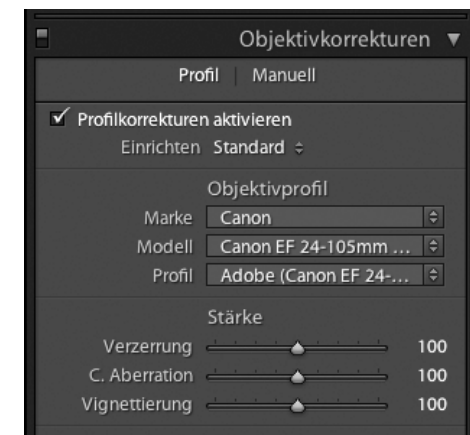 Objektivkorrekturen ▼
Profil | Manuell
Profilkorrekturen aktivieren
Einrichten Standard
Objektivprofil
Marke Canon
Modell Canon EF 24-105mm ...
Profil Adobe (Canon EF 24-...
Stärke
Verzerrung 100
C. Aberration 100
Vignettierung 100